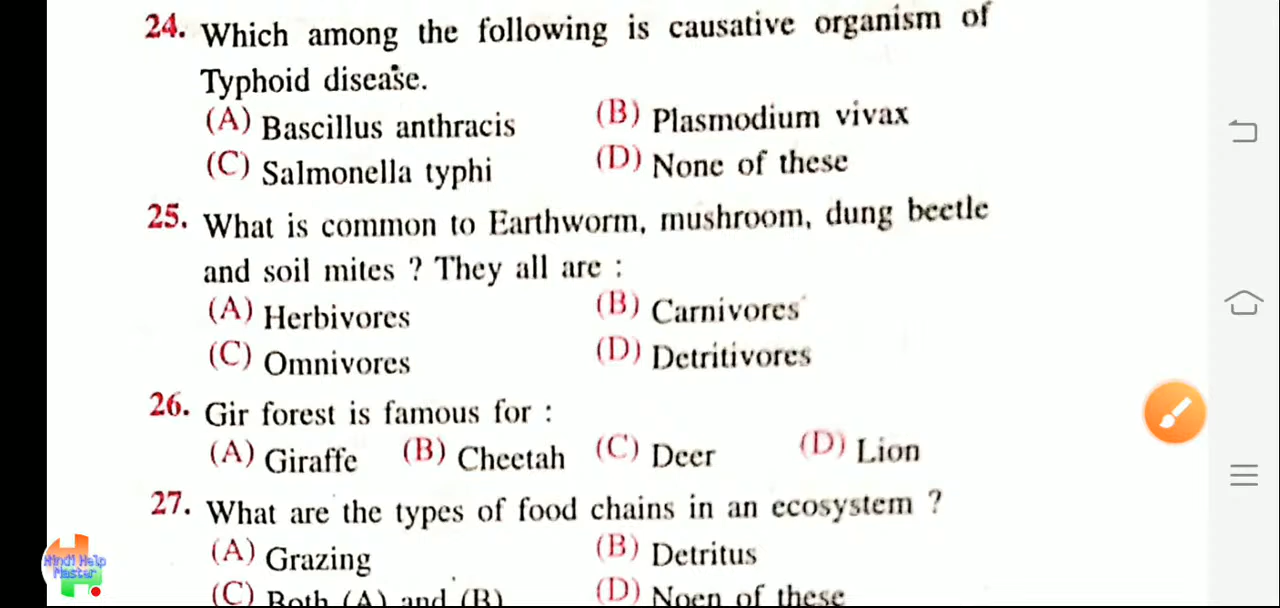 24. Which among the following is causative organism of
Typhoid disease.
(A) Bascillus anthracis (B) Plasmodium vivax
(C) Salmonella typhi (D) None of these
25. What is common to Earthworm, mushroom, dung beetle
and soil mites ? They all are :
(A) Herbivores (B) Carnivores
(C) Omnivores (D) Detritivores
26. Gir forest is famous for :
(A) Giraffe (B) Cheetah (C) Deer (D) Lion
27. What are the types of food chains in an ecosystem ?
(A) Grazing (B) Detritus
(C) Both (A) and (B) (D) Noen of these
Hindi Help
Master